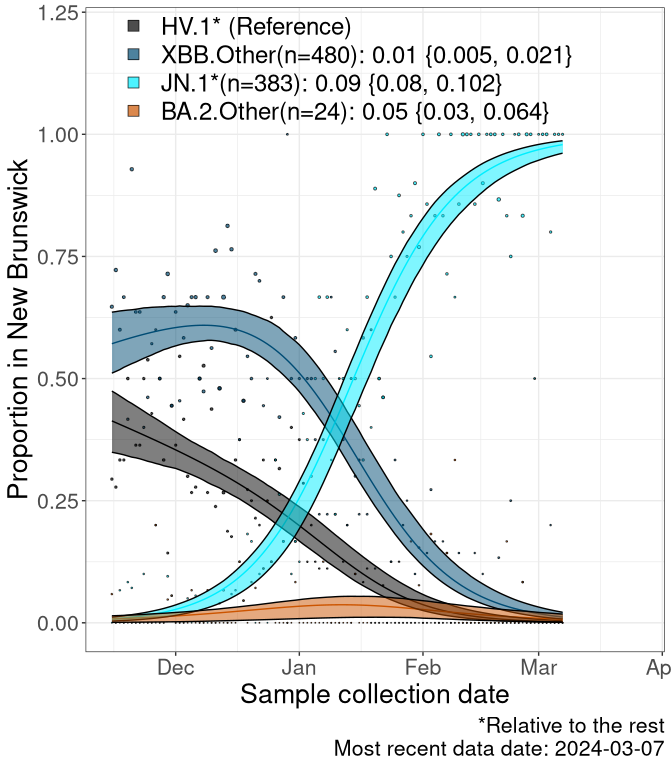 1.25
HV.1* (Reference)
XBB.Other(n=480): 0.01 {0.005, 0.021}
JN.1*(n=383): 0.09 {0.08, 0.102}
BA.2.Other(n=24): 0.05 {0.03, 0.064}
1.00
0.75
0.50
0.25
0.00
Proportion in New Brunswick
Dec Jan Feb Mar Ap
Sample collection date
*Relative to the rest
Most recent data date: 2024-03-07